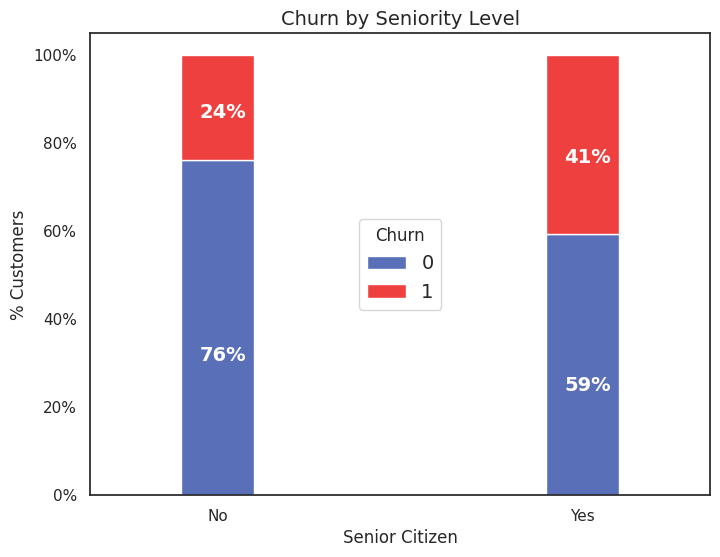 Churn by Seniority Level
% Customers
100%
80%
60%
40%
20%
0%
24%
76%
41%
59%
Churn
0
1
No
Yes
Senior Citizen